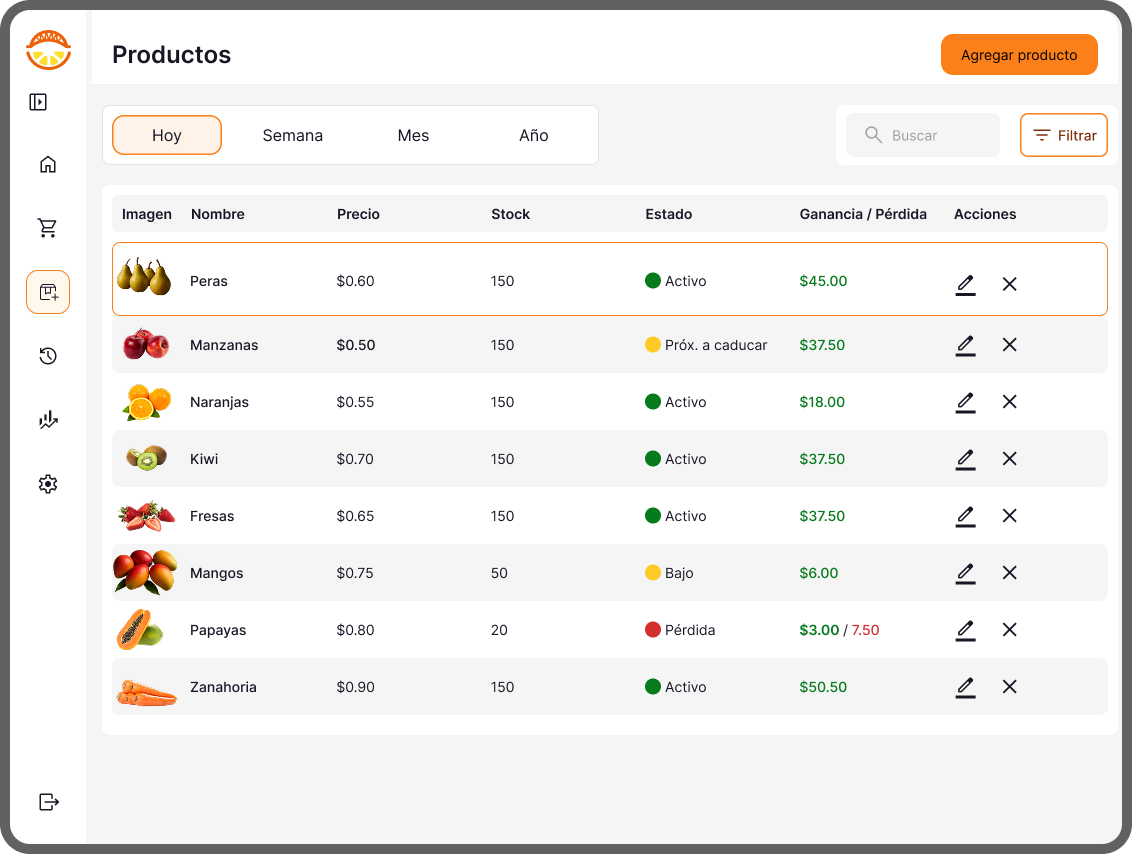 Productos
Agregar producto
Hoy Semana Mes Año
Buscar
Filtrar
Imagen Nombre Precio Stock Estado Ganancia / Pérdida Acciones
Peras $0.60 150 Activo $45.00
Manzanas $0.50 150 Próx. a caducar $37.50
Naranjas $0.55 150 Activo $18.00
Kiwi $0.70 150 Activo $37.50
Fresas $0.65 150 Activo $37.50
Mangos $0.75 50 Bajo $6.00
Papayas $0.80 20 Pérdida $3.00 / 7.50
Zanahoria $0.90 150 Activo $50.50